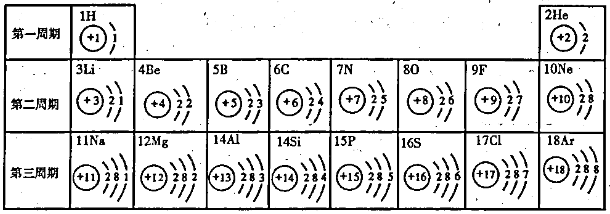 1H 2He
第一周期 +1 1 +2 2
3Li 4Be 5B 6C 7N 8O 9F 10Ne
第二周期 +3 2 1 +4 2 2 +5 2 3 +6 2 4 +7 2 5 +8 2 6 +9 2 7 +10 2 8
11Na 12Mg 14Al 14Si 15P 16S 17Cl 18Ar
第三周期 +11 2 8 1 +12 2 8 2 +13 2 8 3 +14 2 8 4 +15 2 8 5 +16 2 8 6 +17 2 8 7 +18 2 8 8